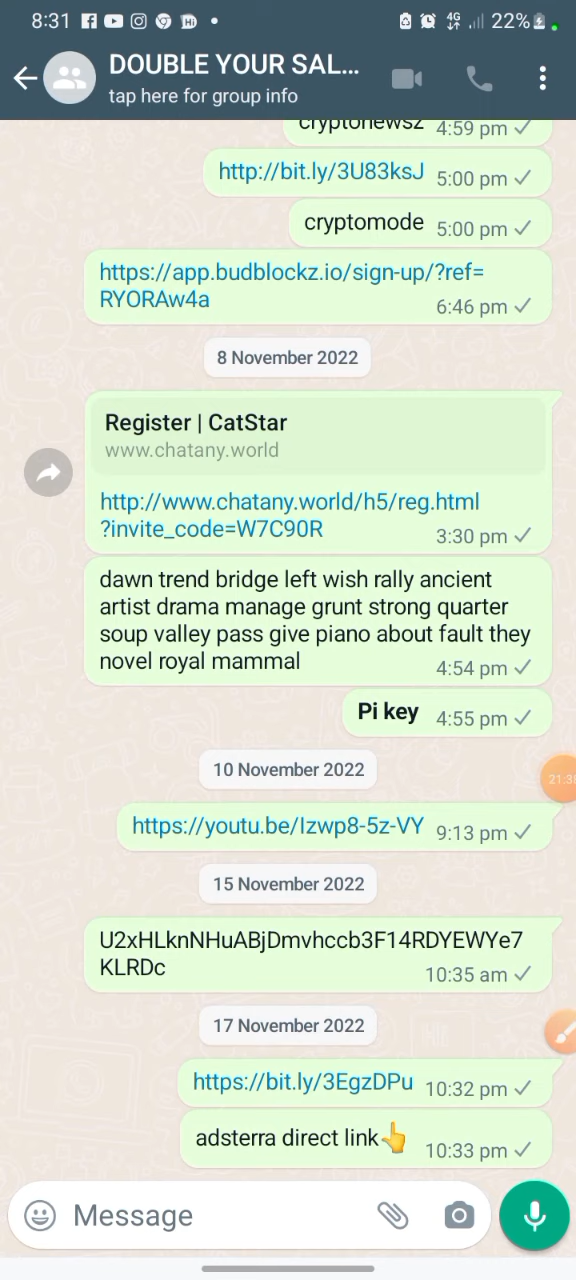 8:31
4G
22%
DOUBLE YOUR SAL...
tap here for group info
cryptonewsz 4:59 pm
http://bit.ly/3U83ksJ 5:00 pm
cryptomode 5:00 pm
https://app.budblockz.io/sign-up/?ref=
RYORAw4a 6:46 pm
8 November 2022
Register | CatStar
www.chatany.world
http://www.chatany.world/h5/reg.html
?invite_code=W7C90R 3:30 pm
dawn trend bridge left wish rally ancient
artist drama manage grunt strong quarter
soup valley pass give piano about fault they
novel royal mammal 4:54 pm
Pi key 4:55 pm
10 November 2022
21:38
https://youtu.be/Izwp8-5z-VY 9:13 pm
15 November 2022
U2xHLknNHuABjDmvhccb3F14RDYEWYe7
KLRDc 10:35 am
17 November 2022
https://bit.ly/3EgzDPu 10:32 pm
adsterra direct link👆 10:33 pm
Message